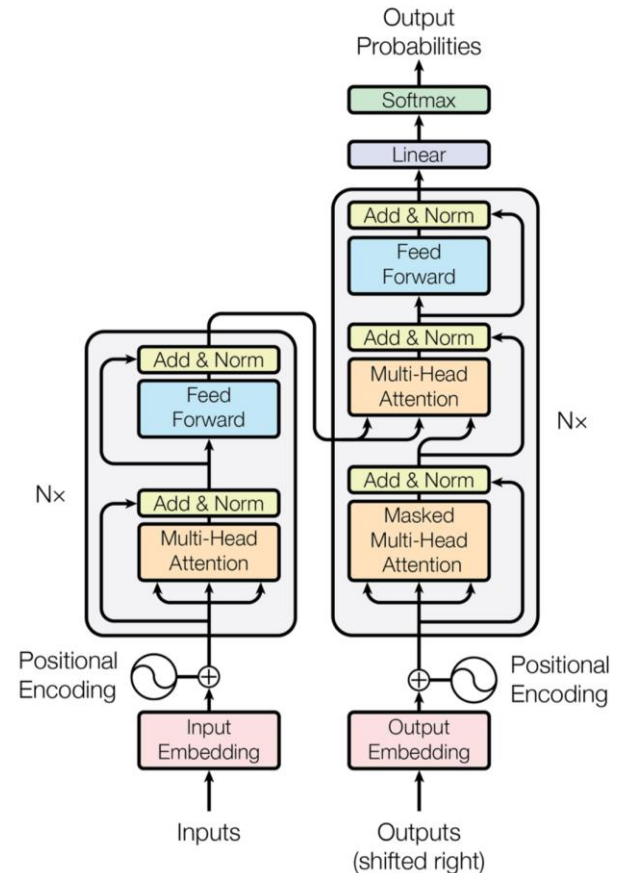 Output
Probabilities
Softmax
Linear
Add & Norm
Feed
Forward
Add & Norm
Multi-Head
Attention
Add & Norm
Masked
Multi-Head
Attention
N×
Add & Norm
Feed
Forward
Add & Norm
Multi-Head
Attention
N×
Positional
Encoding
Positional
Encoding
Input
Embedding
Output
Embedding
Inputs
Outputs
(shifted right)